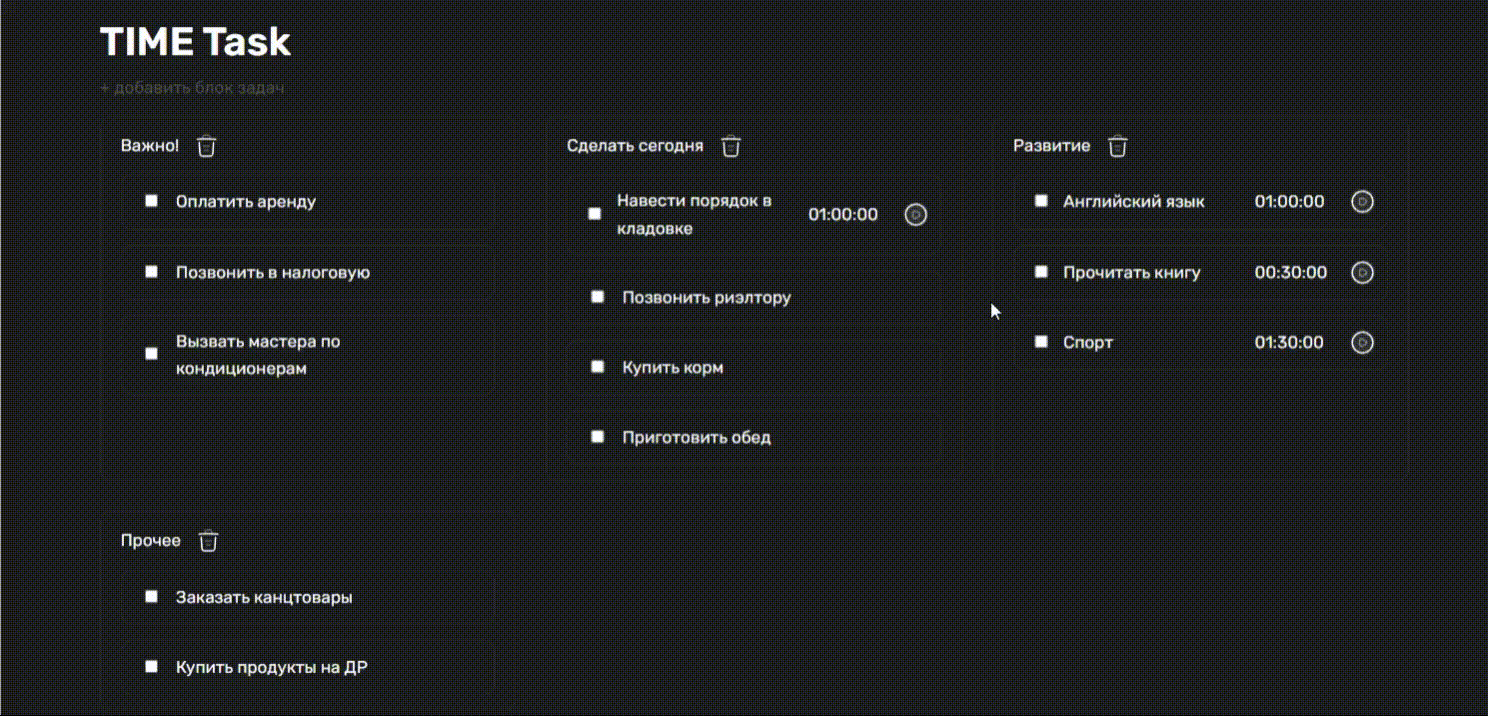 TIME Task
+ добавить блок задач
Важно!
Оплатить аренду
Позвонить в налоговую
Вызвать мастера по
кондиционерам
Сделать сегодня
Навести порядок в
кладовке
01:00:00
Позвонить риэлтору
Купить корм
Приготовить обед
Развитие
Английский язык 01:00:00
Прочитать книгу 00:30:00
Спорт 01:30:00
Прочее
Заказать канцтовары
Купить продукты на ДР